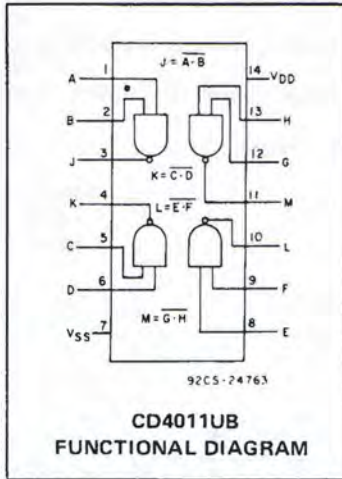 J = A·B
A 1 14 VDD
B 2 13 H
J 3 12 G
K = C·D
K 4 11 M
L = E·F
C 5 10 L
D 6 9 F
M = G·H
VSS 7 8 E
92CS-24763
CD4011UB
FUNCTIONAL DIAGRAM